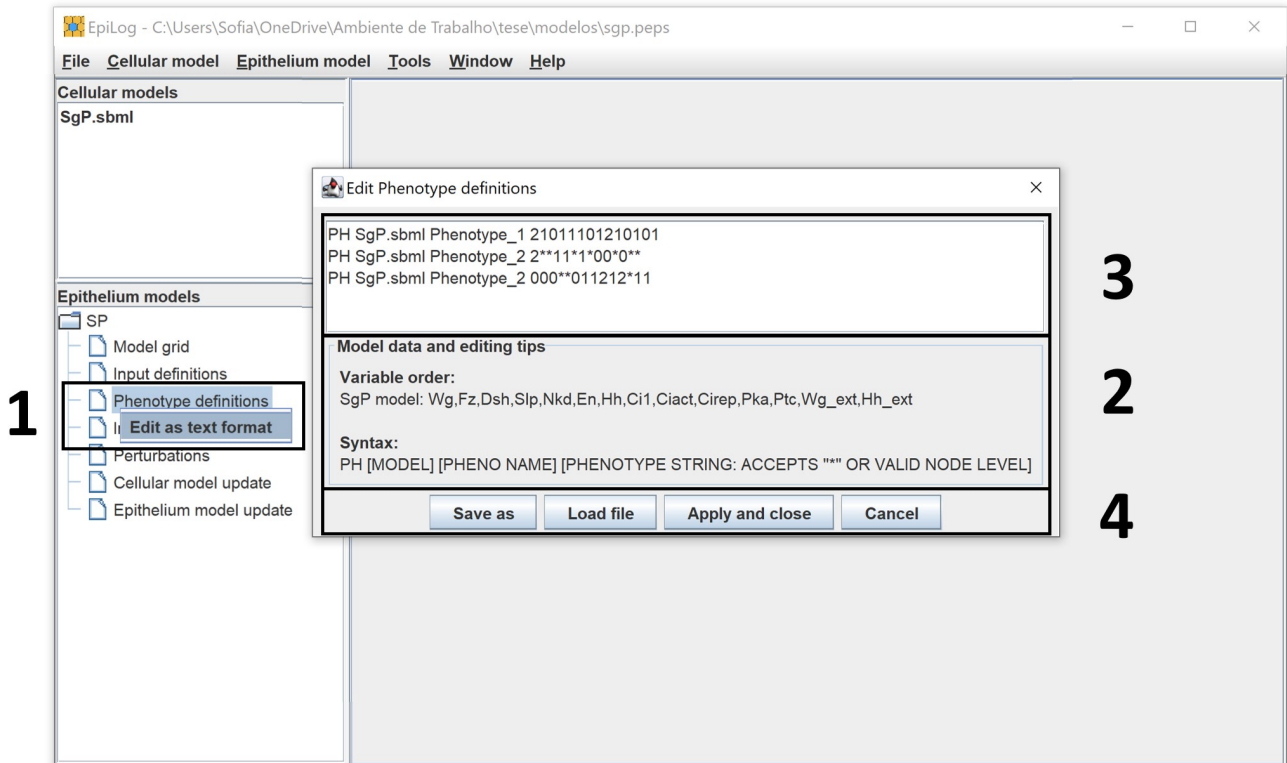 EpiLog - C:\Users\Sofia\OneDrive\Ambiente de Trabalho\tese\modelos\sgp.peps
File Cellular model Epithelium model Tools Window Help
Cellular models
SgP.sbml
Edit Phenotype definitions
PH SgP.sbml Phenotype_1 21011101210101
PH SgP.sbml Phenotype_2 2**11*1*00*0**
PH SgP.sbml Phenotype_2 000**011212*11
3
Model data and editing tips
Variable order:
SgP model: Wg,Fz,Dsh,Slp,Nkd,En,Hh,Ci1,Ciact,Cirep,Pka,Ptc,Wg_ext,Hh_ext
2
Syntax:
PH [MODEL] [PHENO NAME] [PHENOTYPE STRING: ACCEPTS "*" OR VALID NODE LEVEL]
Save as Load file Apply and close Cancel
4
Epithelium models
SP
Model grid
Input definitions
1
Phenotype definitions
Edit as text format
Perturbations
Cellular model update
Epithelium model update